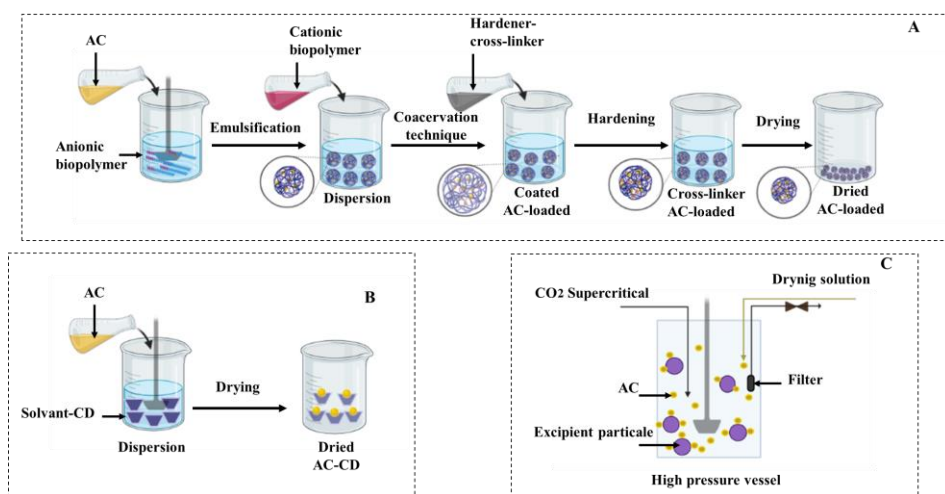 A
AC
Anionic
biopolymer
Emulsification
Cationic
biopolymer
Dispersion
Coacervation
technique
Hardener-
cross-linker
Coated
AC-loaded
Hardening
Cross-linker
AC-loaded
Drying
Dried
AC-loaded
B
AC
Solvant-CD
Dispersion
Drying
Dried
AC-CD
C
CO2 Supercritical
Drynig solution
AC
Filter
Excipient particale
High pressure vessel